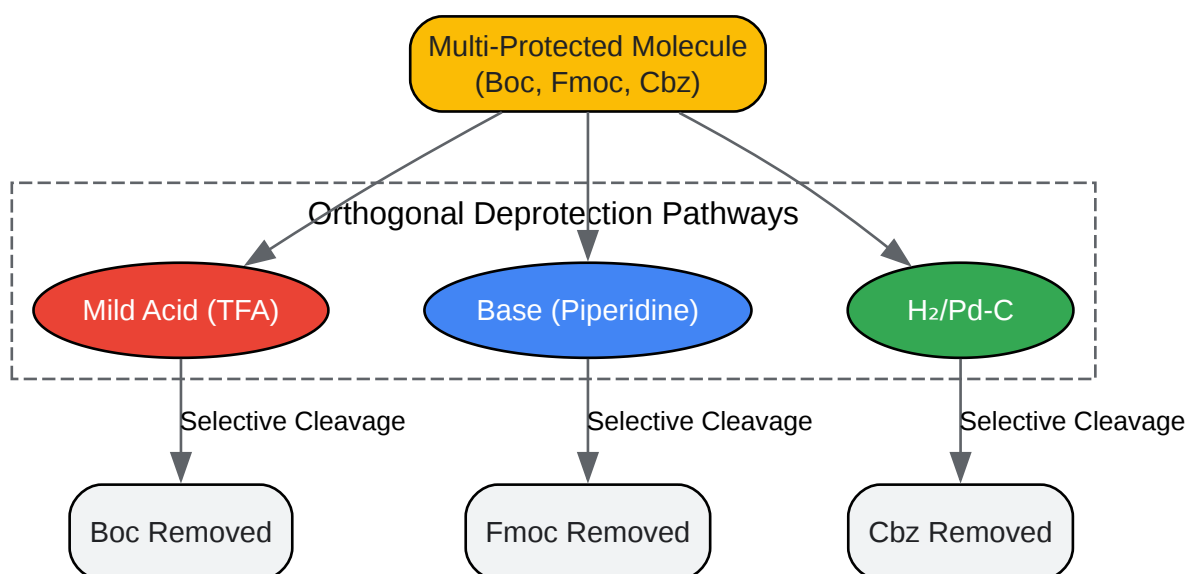 Multi-Protected Molecule
(Boc, Fmoc, Cbz)
Orthogonal Deprotection Pathways
Mild Acid (TFA)
Base (Piperidine)
H₂/Pd-C
Selective Cleavage
Selective Cleavage
Selective Cleavage
Boc Removed
Fmoc Removed
Cbz Removed